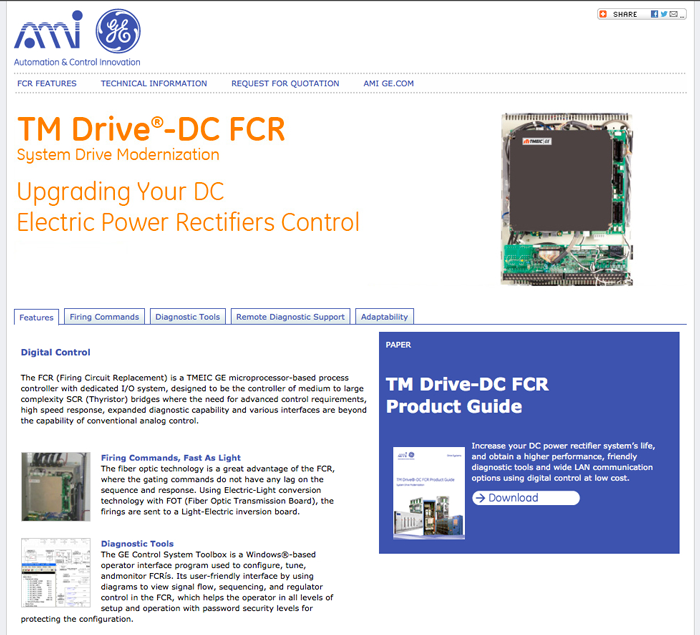 SHARE
AMI GE
Automation & Control Innovation
FCR FEATURES TECHNICAL INFORMATION REQUEST FOR QUOTATION AMI GE.COM
TM Drive®-DC FCR
System Drive Modernization
Upgrading Your DC
Electric Power Rectifiers Control
TMEIC GE
Features Firing Commands Diagnostic Tools Remote Diagnostic Support Adaptability
Digital Control
The FCR (Firing Circuit Replacement) is a TMEIC GE microprocessor-based process
controller with dedicated I/O system, designed to be the controller of medium to large
complexity SCR (Thyristor) bridges where the need for advanced control requirements,
high speed response, expanded diagnostic capability and various interfaces are beyond
the capability of conventional analog control.
Firing Commands, Fast As Light
The fiber optic technology is a great advantage of the FCR,
where the gating commands do not have any lag on the
sequence and response. Using Electric-Light conversion
technology with FOT (Fiber Optic Transmission Board), the
firings are sent to a Light-Electric inversion board.
Diagnostic Tools
The GE Control System Toolbox is a Windows®-based
operator interface program used to configure, tune,
andmonitor FCRís. Its user-friendly interface by using
diagrams to view signal flow, sequencing, and regulator
control in the FCR, which helps the operator in all levels of
setup and operation with password security levels for
protecting the configuration.
PAPER
TM Drive-DC FCR
Product Guide
AMI GE
TM Drive®-DC FCR Product Guide
Increase your DC power rectifier system's life,
and obtain a higher performance, friendly
diagnostic tools and wide LAN communication
options using digital control at low cost.
Download